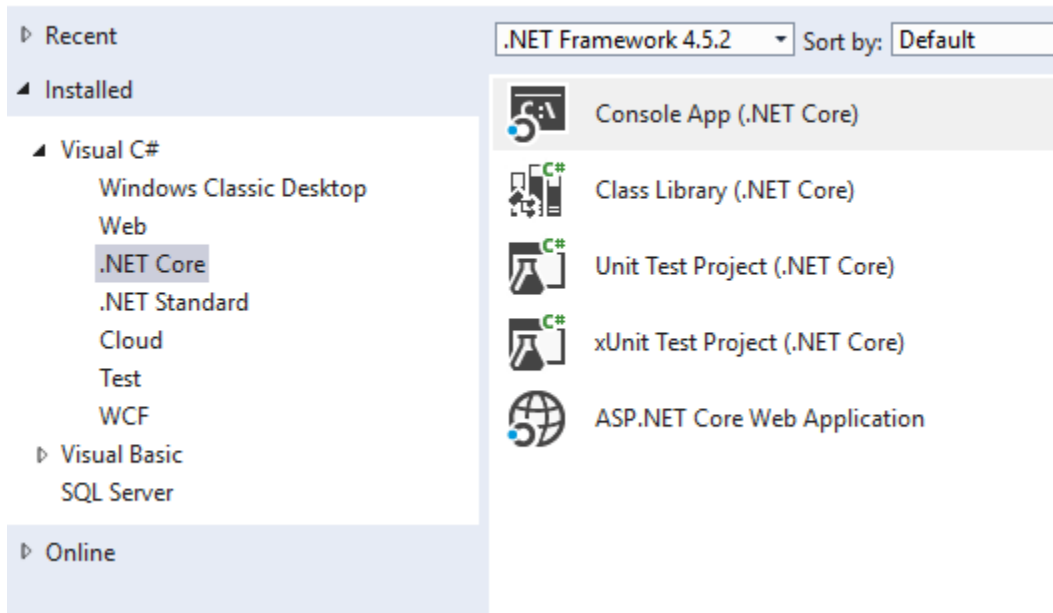 Recent
Installed
Visual C#
Windows Classic Desktop
Web
.NET Core
.NET Standard
Cloud
Test
WCF
Visual Basic
SQL Server
Online
.NET Framework 4.5.2 Sort by: Default
C:\ Console App (.NET Core)
C# Class Library (.NET Core)
C# Unit Test Project (.NET Core)
C# xUnit Test Project (.NET Core)
ASP.NET Core Web Application